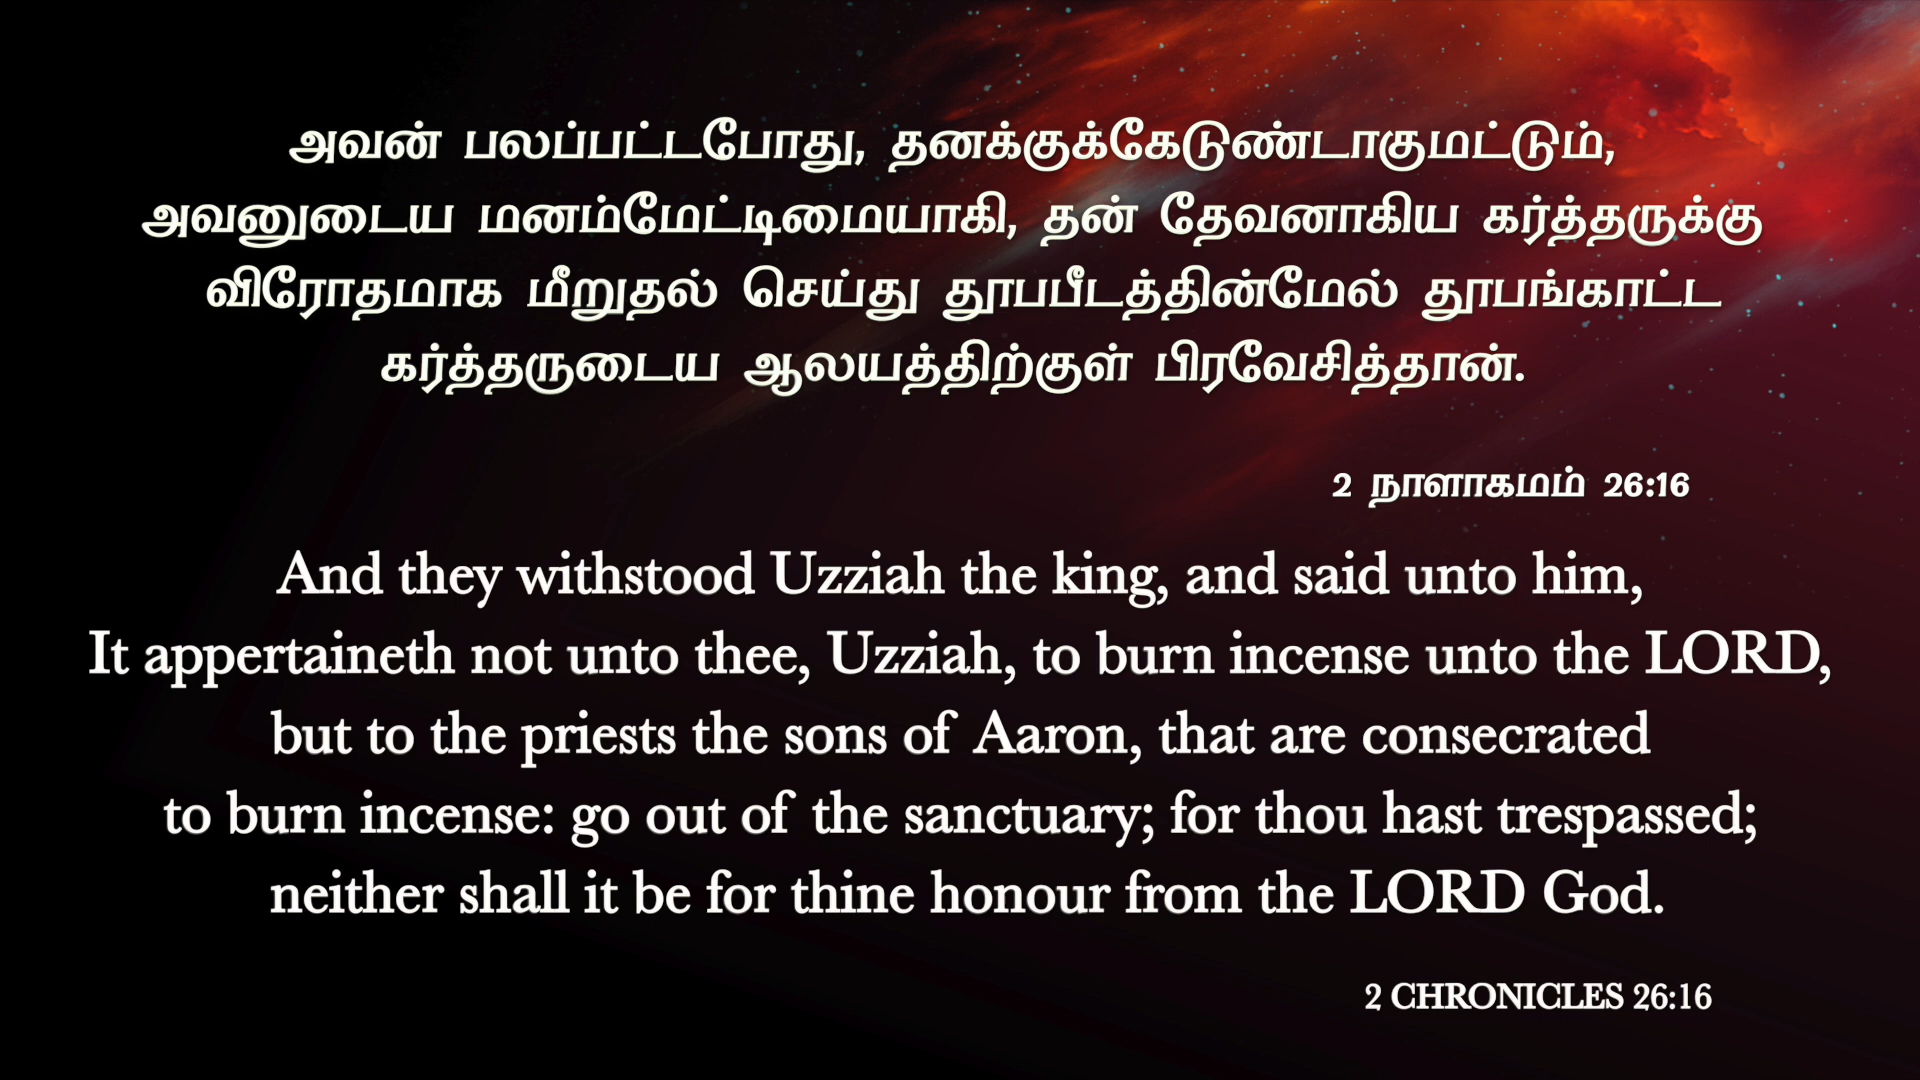 அவன் பலப்பட்டபோது, தனக்குக்கேடுண்டாகுமட்டும்,
அவனுடைய மனம்மேட்டிமையாகி, தன் தேவனாகிய கர்த்தருக்கு
விரோதமாக மீறுதல் செய்து தூபபீடத்தின்மேல் தூபங்காட்ட
கர்த்தருடைய ஆலயத்திற்குள் பிரவேசித்தான்.
2 நாளாகமம் 26:16
And they withstood Uzziah the king, and said unto him,
It appertaineth not unto thee, Uzziah, to burn incense unto the LORD,
but to the priests the sons of Aaron, that are consecrated
to burn incense: go out of the sanctuary; for thou hast trespassed;
neither shall it be for thine honour from the LORD God.
2 CHRONICLES 26:16